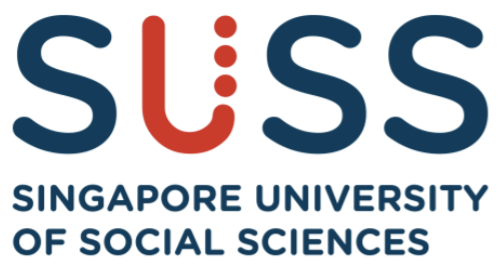 SUSS
SINGAPORE UNIVERSITY
OF SOCIAL SCIENCES